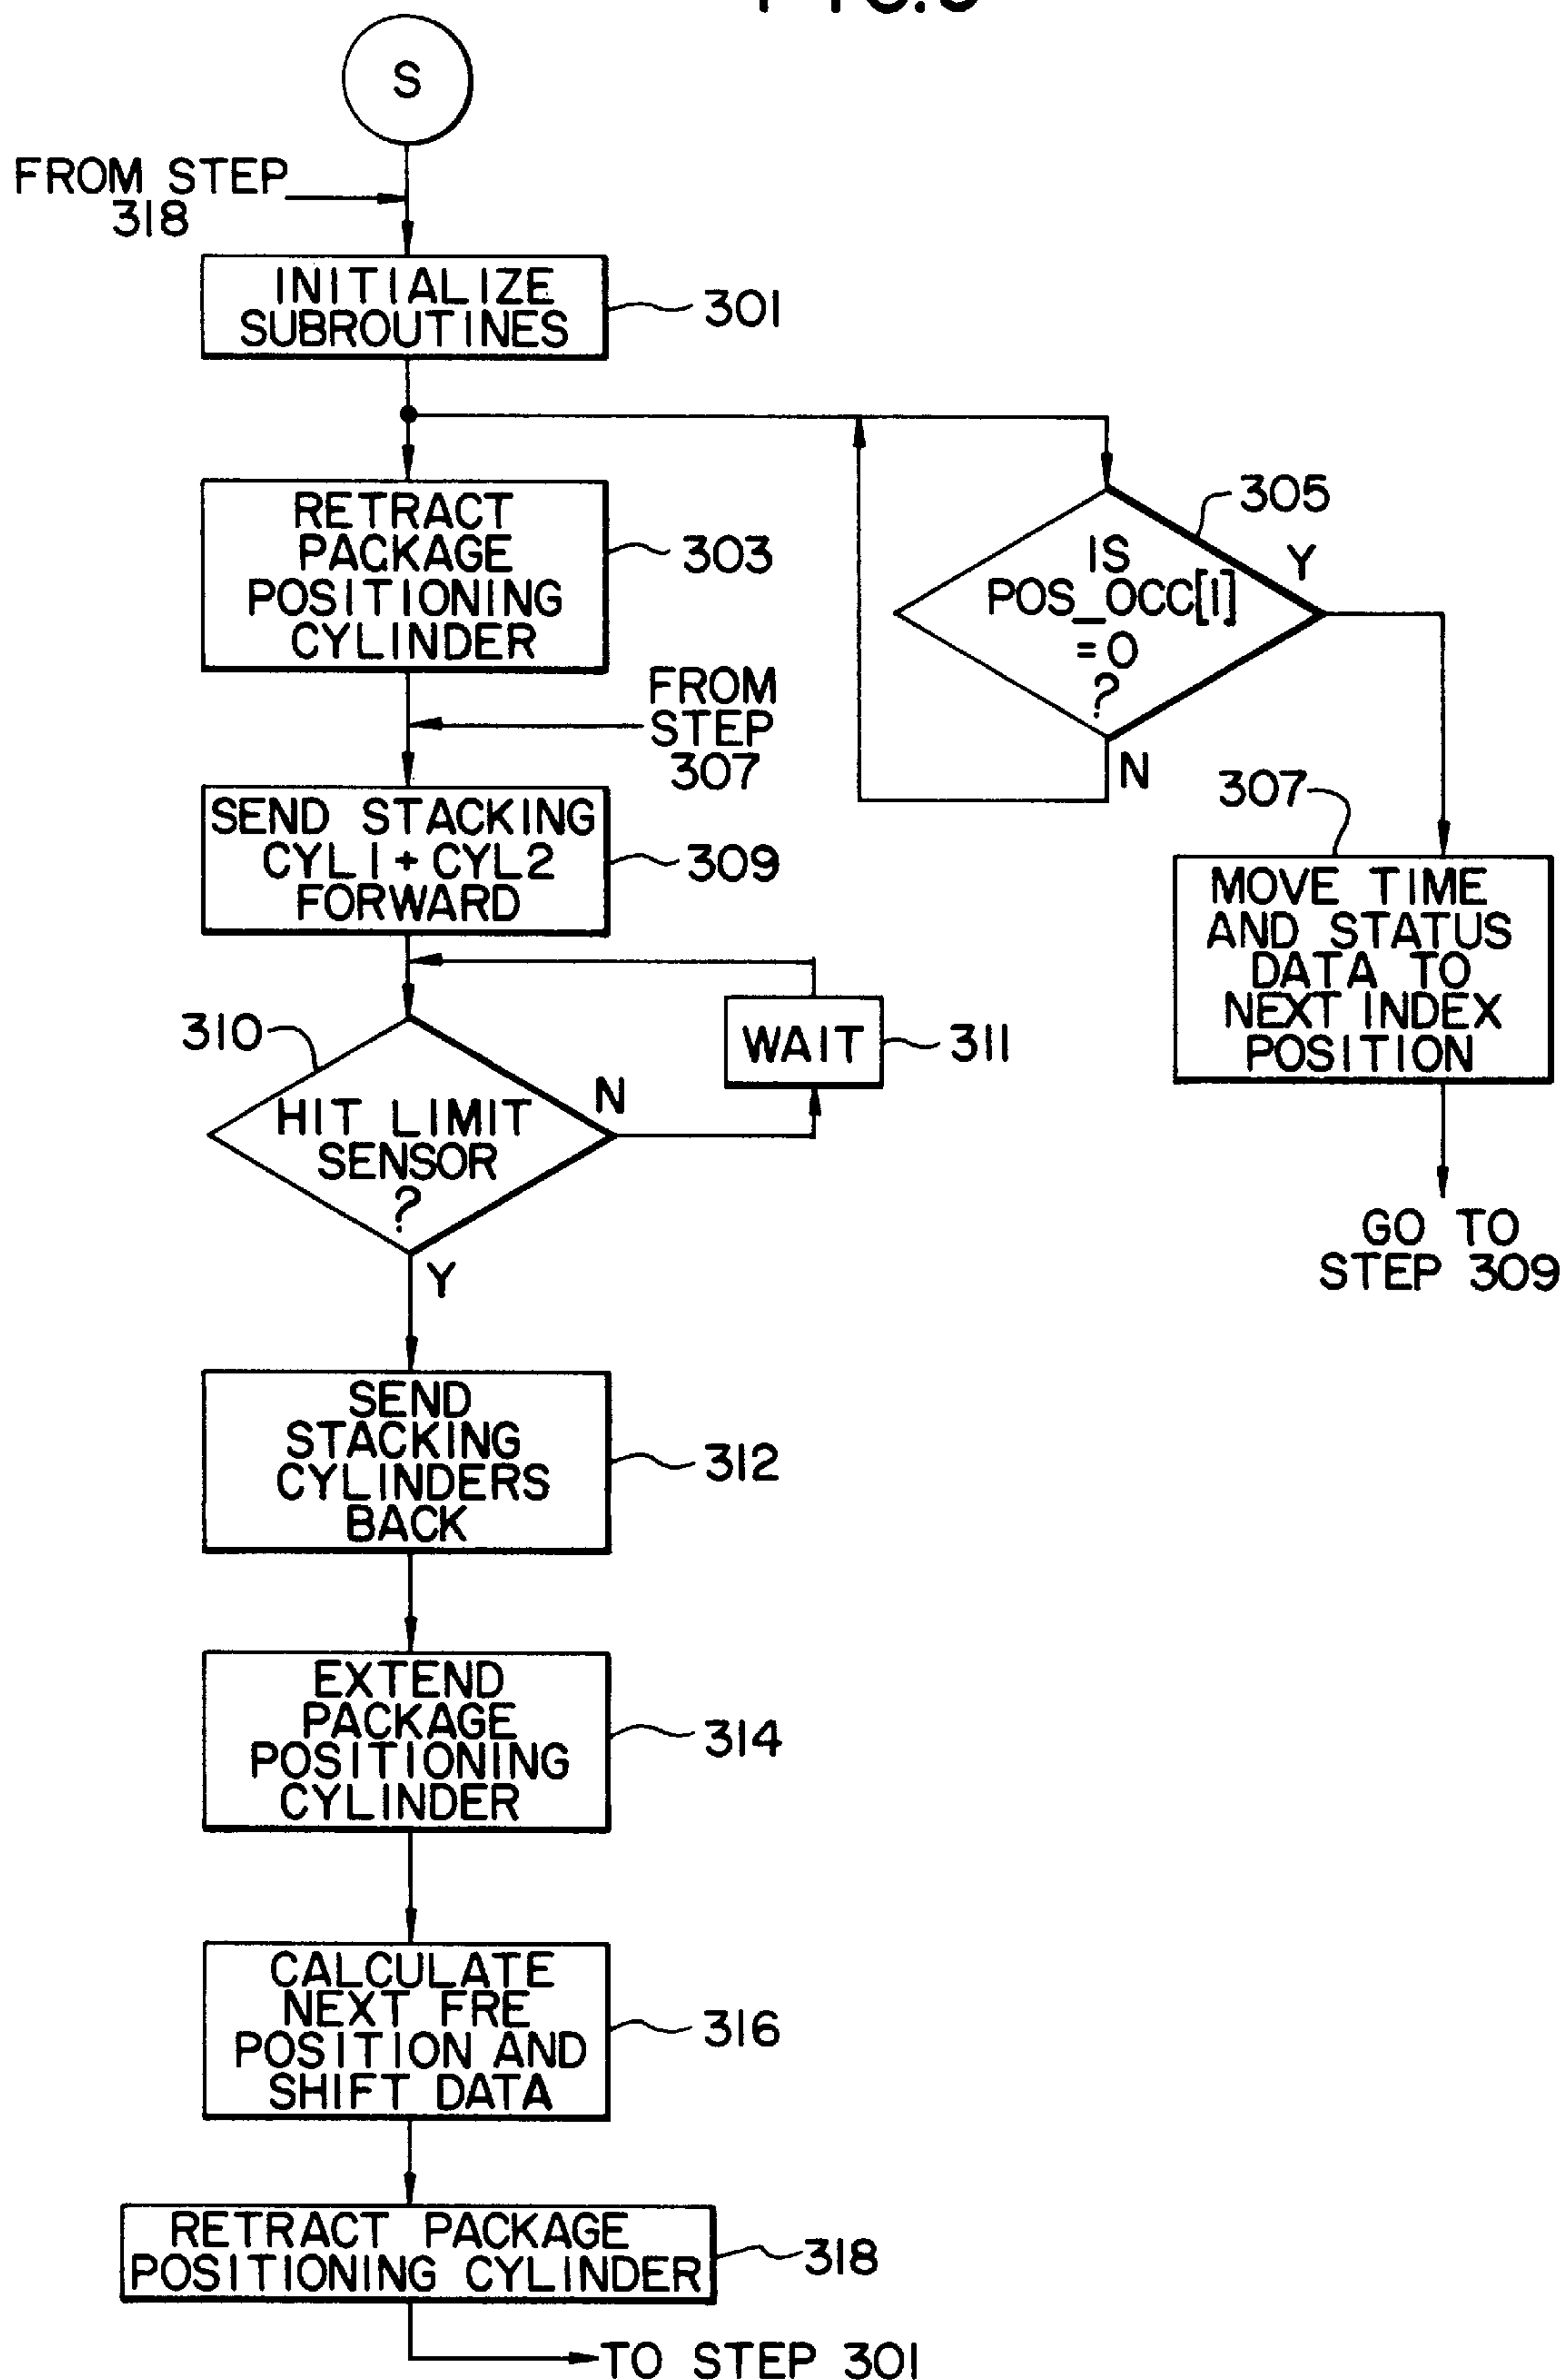 S
FROM STEP
318
INITIALIZE
SUBROUTINES
301
RETRACT
PACKAGE
POSITIONING
CYLINDER
303
IS
POS_OCC[1]
=0
?
305
Y
N
FROM
STEP
307
307
MOVE TIME
AND STATUS
DATA TO
NEXT INDEX
POSITION
GO TO
STEP 309
SEND STACKING
CYL1 + CYL2
FORWARD
309
310
HIT LIMIT
SENSOR
?
N
WAIT
311
Y
SEND
STACKING
CYLINDERS
BACK
312
EXTEND
PACKAGE
POSITIONING
CYLINDER
314
CALCULATE
NEXT FRE
POSITION AND
SHIFT DATA
316
RETRACT PACKAGE
POSITIONING CYLINDER
318
TO STEP 301